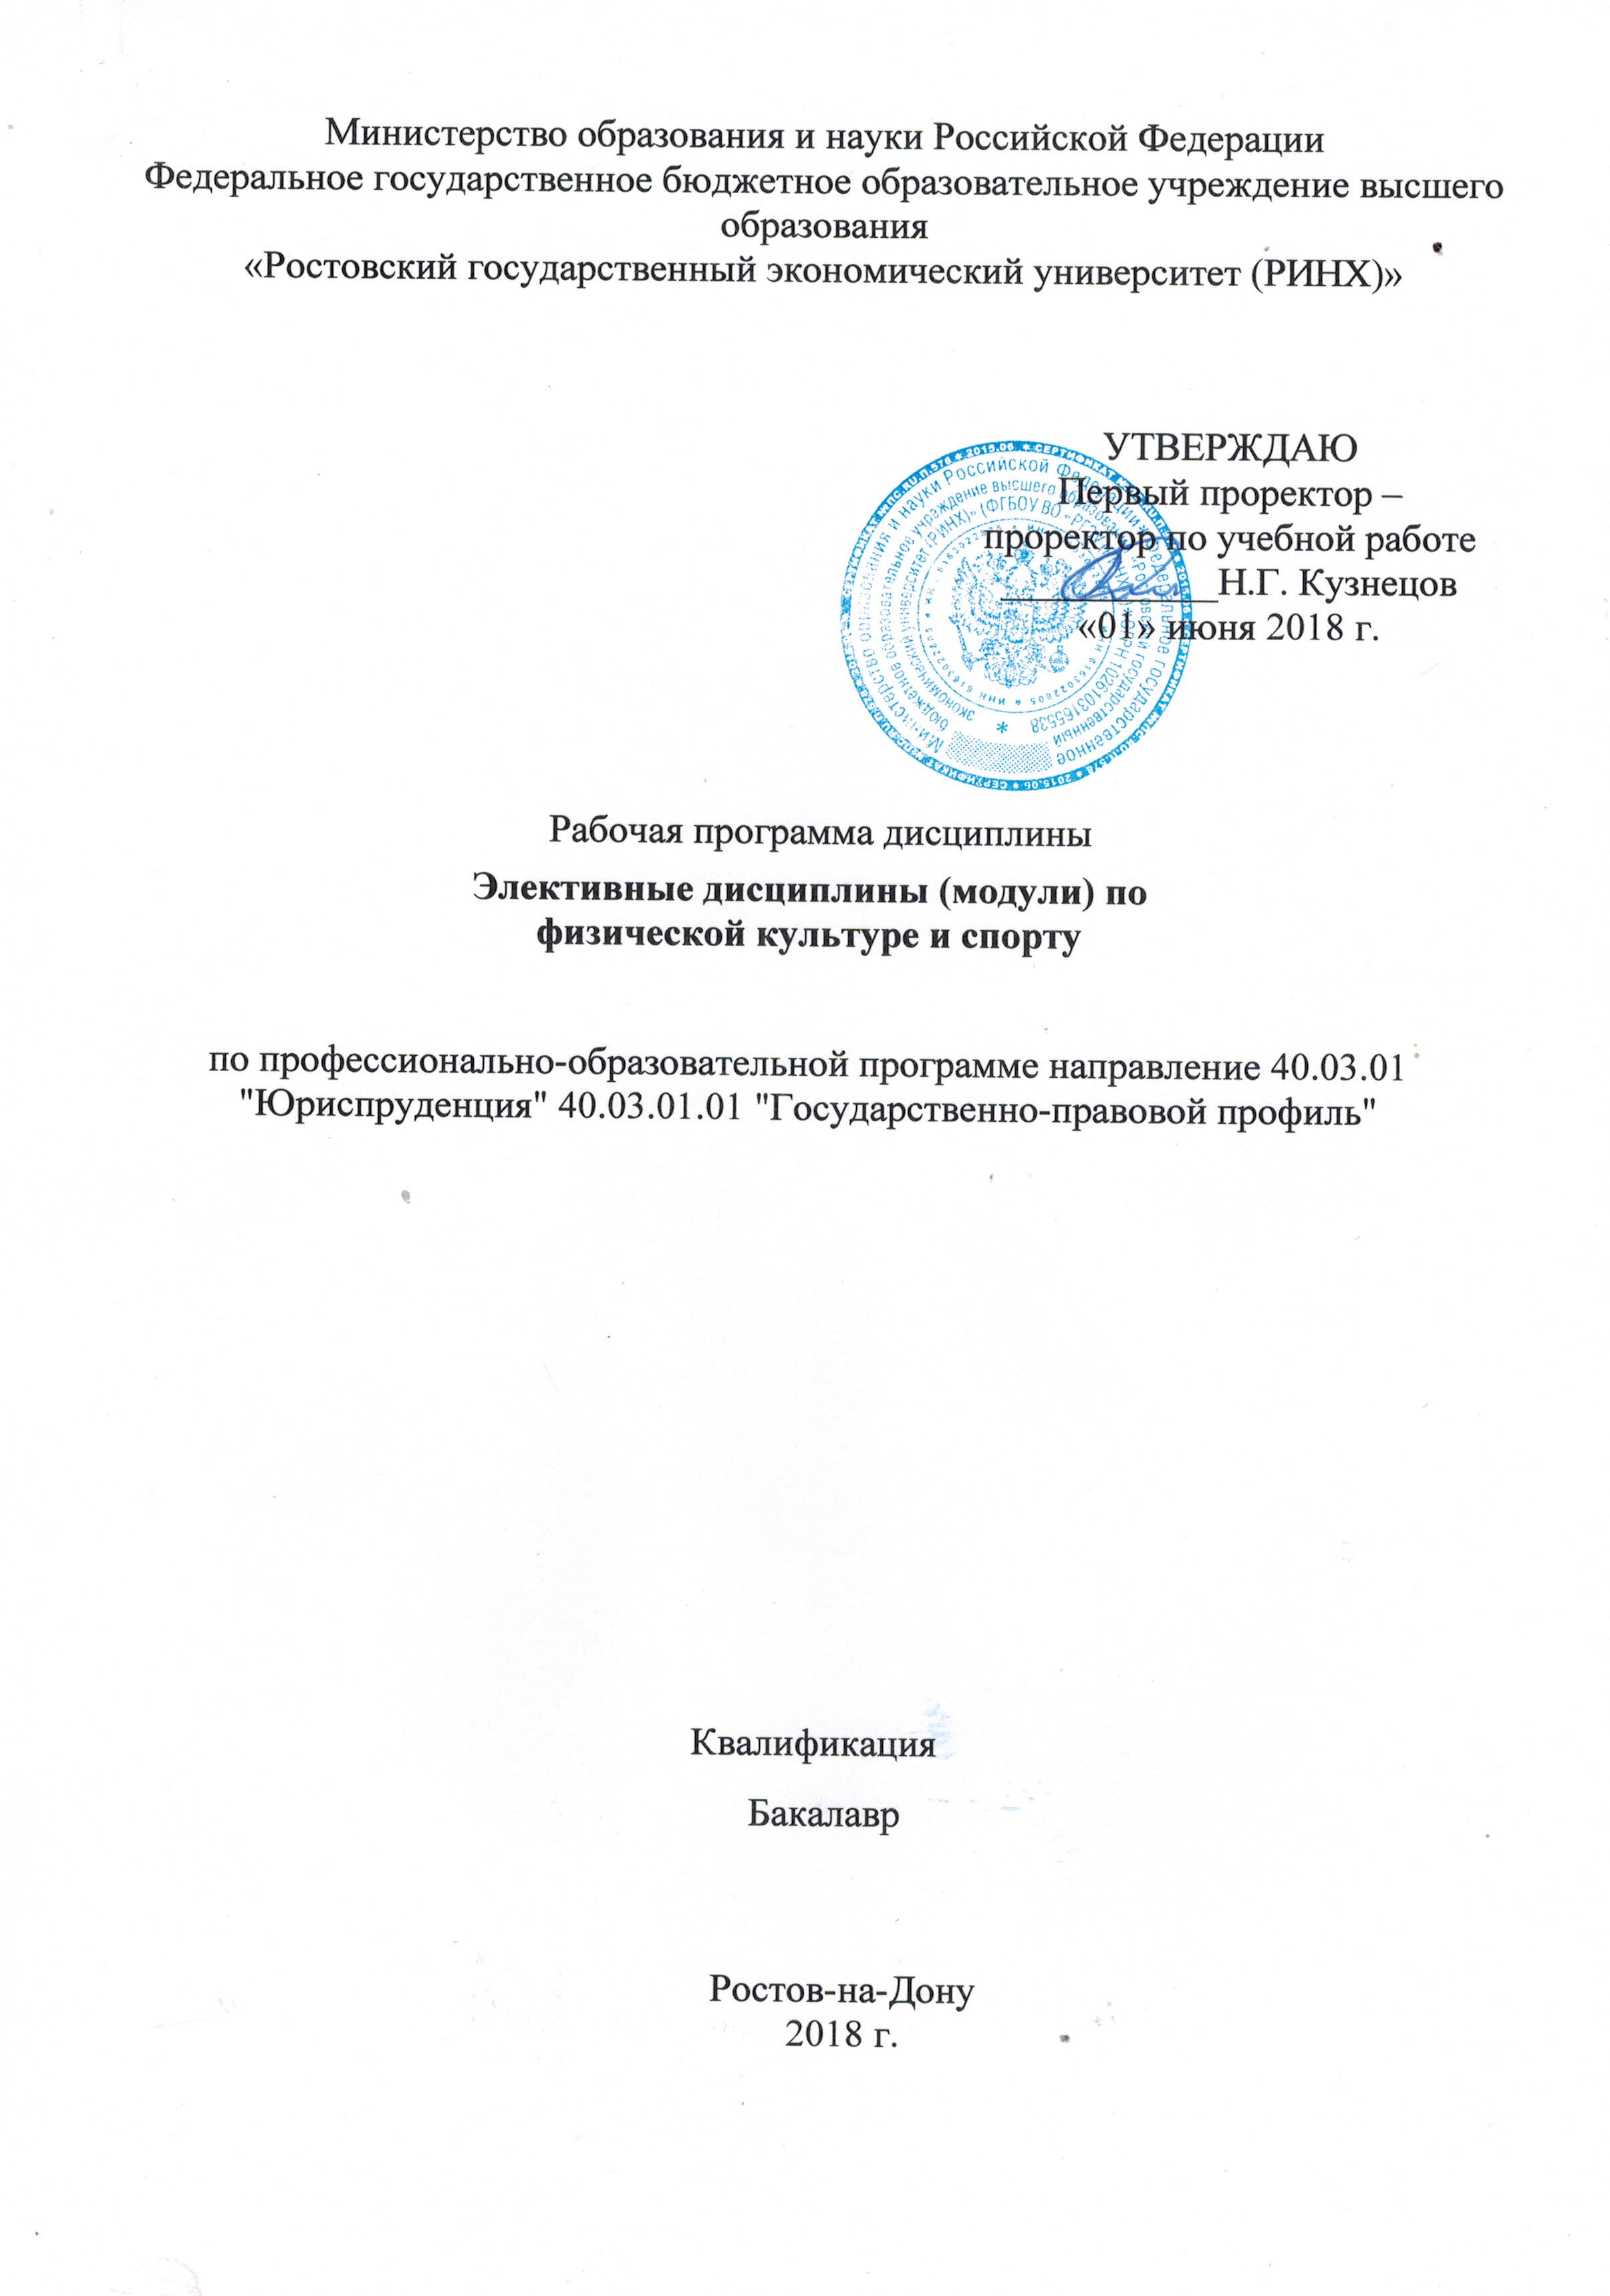 Министерство образования и науки Российской Федерации
Федеральное государственное бюджетное образовательное учреждение высшего
образования
«Ростовский государственный экономический университет (РИНХ)»
УТВЕРЖДАЮ
Первый проректор –
проректор по учебной работе
Н.Г. Кузнецов
«01» июня 2018 г.
Рабочая программа дисциплины
Элективные дисциплины (модули) по
физической культуре и спорту
по профессионально-образовательной программе направление 40.03.01
"Юриспруденция" 40.03.01.01 "Государственно-правовой профиль"
Квалификация
Бакалавр
Ростов-на-Дону
2018 г.